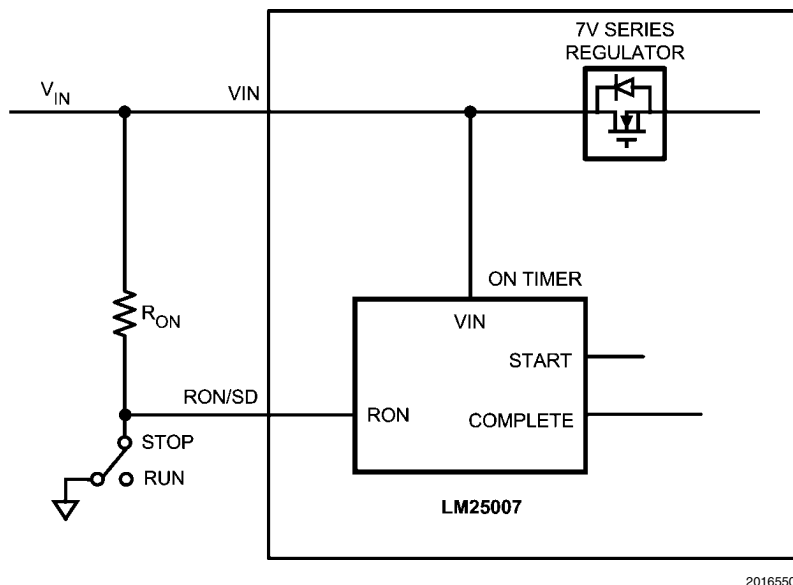 7V SERIES
REGULATOR
V_IN
VIN
ON TIMER
VIN
R_ON
START
RON/SD
RON
COMPLETE
STOP
RUN
LM25007